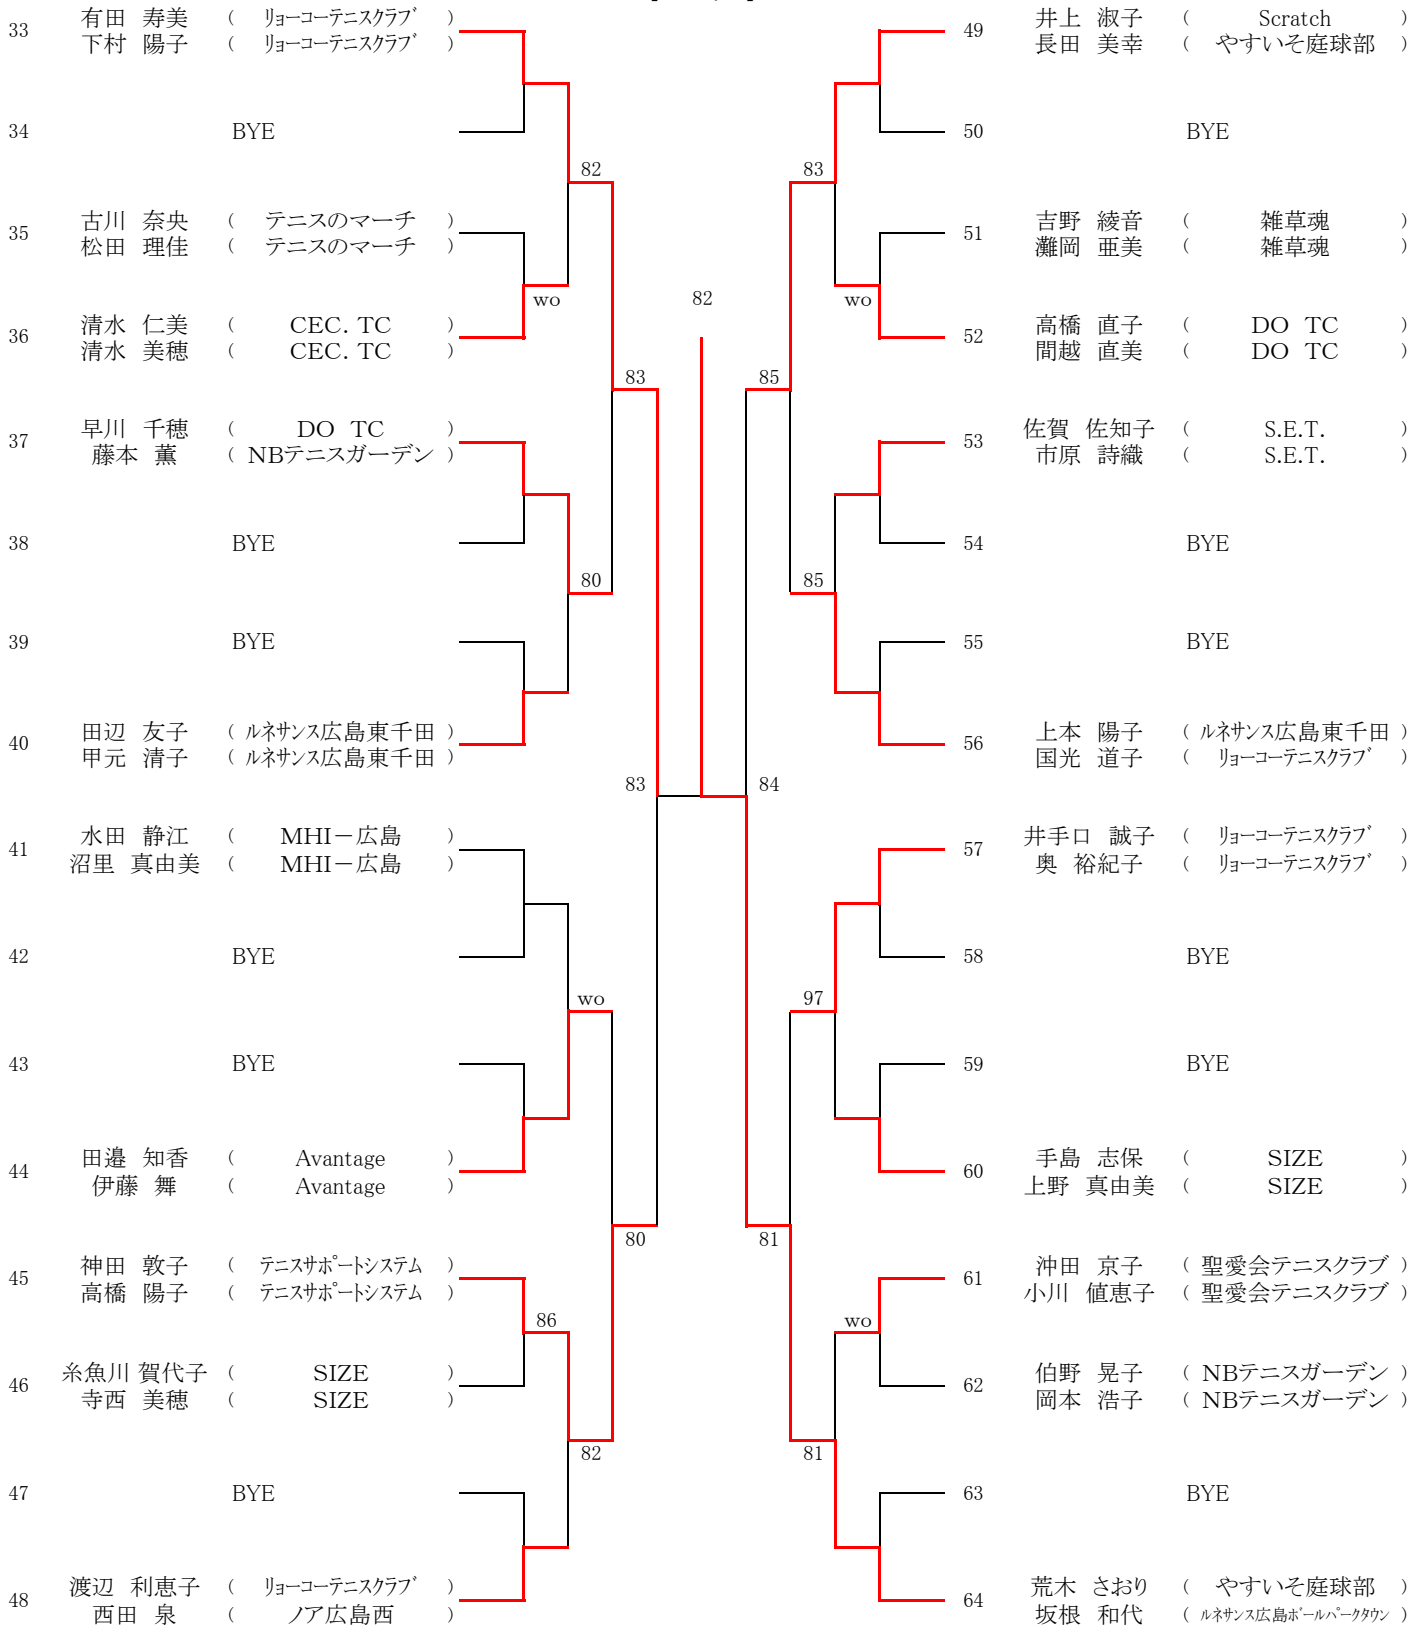 33 有田 寿美 ( リョーコーテニスクラブ )
下村 陽子 ( リョーコーテニスクラブ )
34 BYE
82
35 古川 奈央 ( テニスのマーチ )
松田 理佳 ( テニスのマーチ )
wo
36 清水 仁美 ( CEC. TC )
清水 美穂 ( CEC. TC )
83
37 早川 千穂 ( DO TC )
藤本 薫 ( NBテニスガーデン )
38 BYE
80
39 BYE
40 田辺 友子 ( ルネサンス広島東千田 )
甲元 清子 ( ルネサンス広島東千田 )
83
41 水田 静江 ( MHI－広島 )
沼里 真由美 ( MHI－広島 )
42 BYE
wo
43 BYE
44 田邉 知香 ( Avantage )
伊藤 舞 ( Avantage )
80
45 神田 敦子 ( テニスサポートシステム )
高橋 陽子 ( テニスサポートシステム )
86
46 糸魚川 賀代子 ( SIZE )
寺西 美穂 ( SIZE )
82
47 BYE
48 渡辺 利恵子 ( リョーコーテニスクラブ )
西田 泉 ( ノア広島西 )
82
49 井上 淑子 ( Scratch )
長田 美幸 ( やすいそ庭球部 )
50 BYE
83
51 吉野 綾音 ( 雑草魂 )
灘岡 亜美 ( 雑草魂 )
wo
52 高橋 直子 ( DO TC )
間越 直美 ( DO TC )
85
53 佐賀 佐知子 ( S.E.T. )
市原 詩織 ( S.E.T. )
54 BYE
85
55 BYE
56 上本 陽子 ( ルネサンス広島東千田 )
国光 道子 ( リョーコーテニスクラブ )
84
57 井手口 誠子 ( リョーコーテニスクラブ )
奥 裕紀子 ( リョーコーテニスクラブ )
58 BYE
97
59 BYE
60 手島 志保 ( SIZE )
上野 真由美 ( SIZE )
81
61 沖田 京子 ( 聖愛会テニスクラブ )
小川 値恵子 ( 聖愛会テニスクラブ )
wo
62 伯野 晃子 ( NBテニスガーデン )
岡本 浩子 ( NBテニスガーデン )
81
63 BYE
64 荒木 さおり ( やすいそ庭球部 )
坂根 和代 ( ルネサンス広島ボールパークタウン )